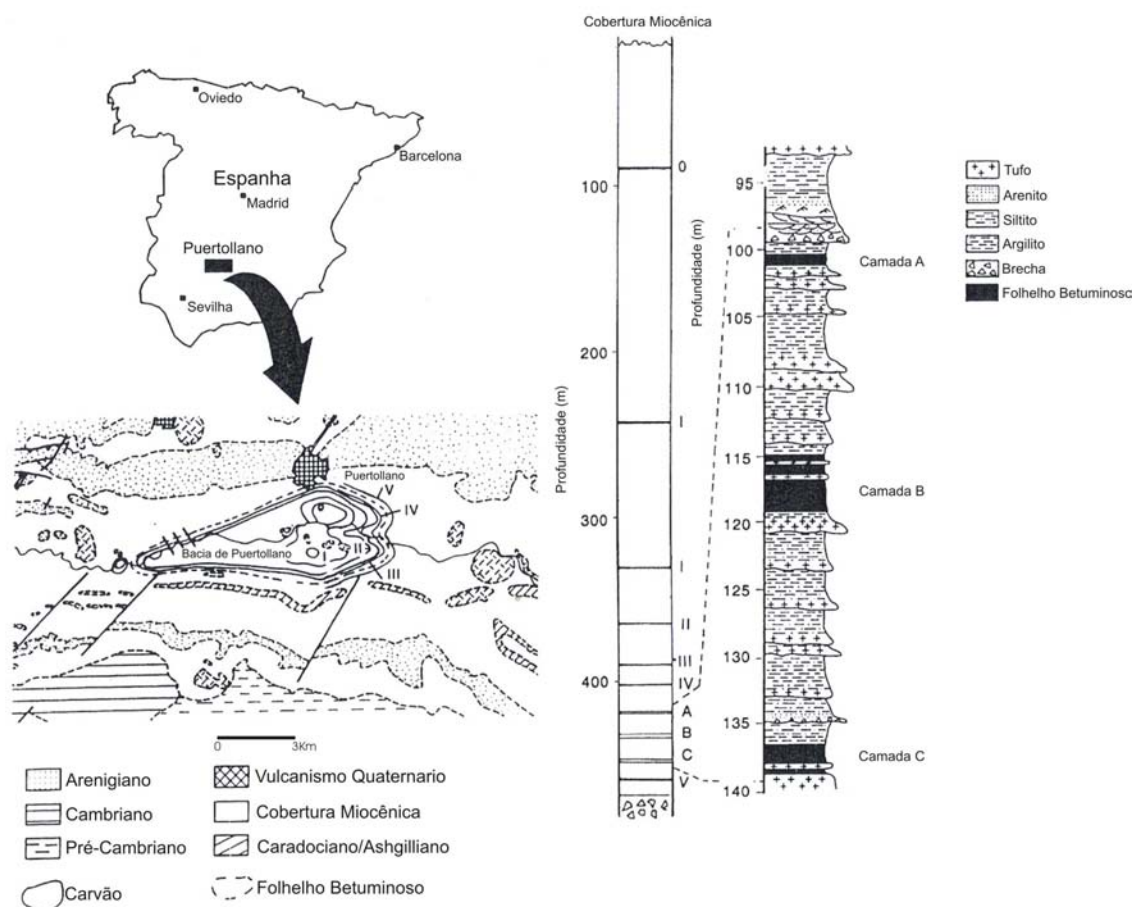 Cobertura Miocênica
Oviedo
Barcelona
Espanha
Madrid
Puertollano
Sevilha
Puertollano
V
IV
Bacia de Puertollano
II
I
III
0
3Km
Arenigiano
Cambriano
Pré-Cambriano
Carvão
Vulcanismo Quaternario
Cobertura Miocênica
Caradociano/Ashgilliano
Folhelho Betuminoso
Profundidade (m)
100
200
300
400
0
I
I
II
III
IV
A
B
C
V
Profundidade (m)
95
100
105
110
115
120
125
130
135
140
Camada A
Camada B
Camada C
Tufo
Arenito
Siltito
Argilito
Brecha
Folhelho Betuminosc